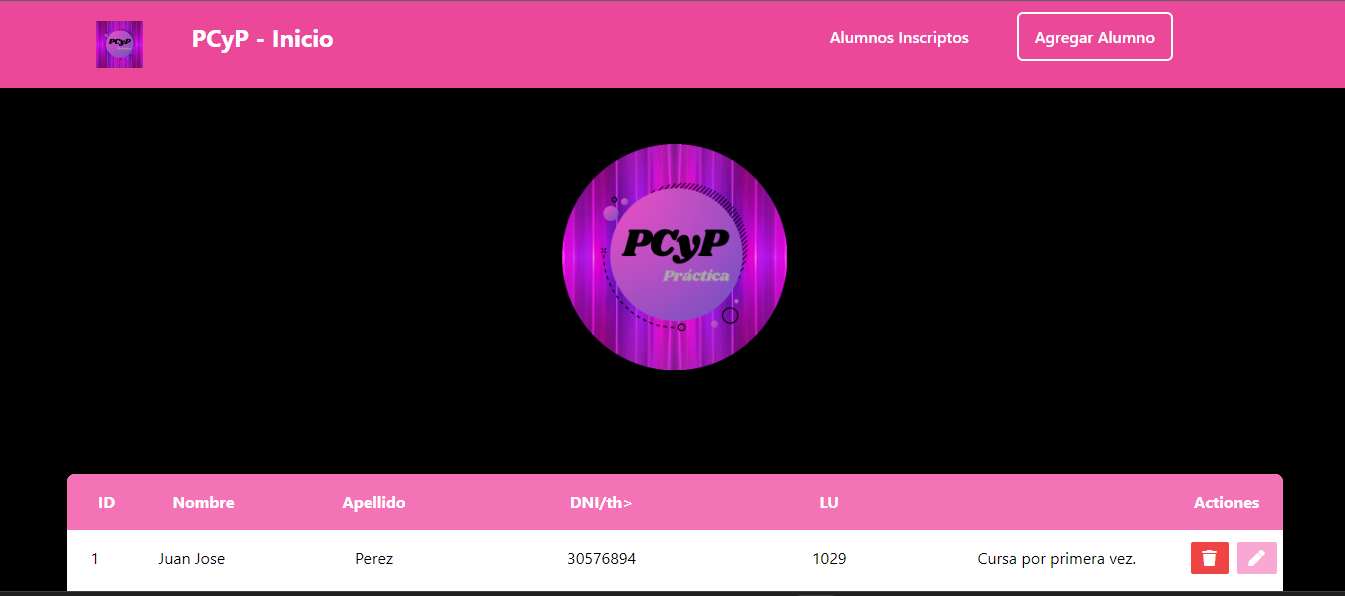 PCyP - Inicio
Alumnos Inscriptos
Agregar Alumno
PCyP
Práctica
ID Nombre Apellido DNI/th> LU Actiones
1 Juan Jose Perez 30576894 1029 Cursa por primera vez.